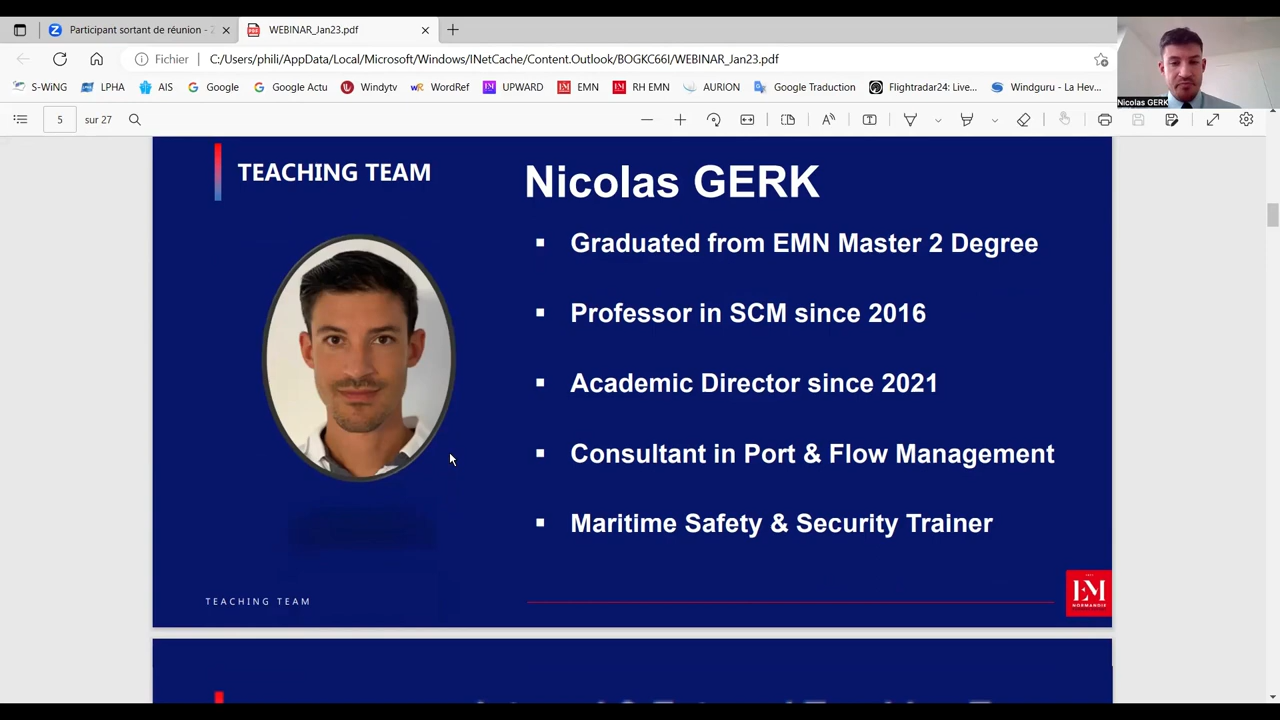 Participant sortant de réunion - 2
WEBINAR_Jan23.pdf
Fichier
C:/Users/phili/AppData/Local/Microsoft/Windows/INetCache/Content.Outlook/BOGKC66I/WEBINAR_Jan23.pdf
S-WiNG
LPHA
AIS
Google
Google Actu
Windytv
WordRef
UPWARD
EMN
RH EMN
AURION
Google Traduction
Flightradar24: Live...
Windguru - La Hev...
Nicolas GERK
5 sur 27
TEACHING TEAM
Nicolas GERK
Graduated from EMN Master 2 Degree
Professor in SCM since 2016
Academic Director since 2021
Consultant in Port & Flow Management
Maritime Safety & Security Trainer
TEACHING TEAM
EM
NORMANDIE